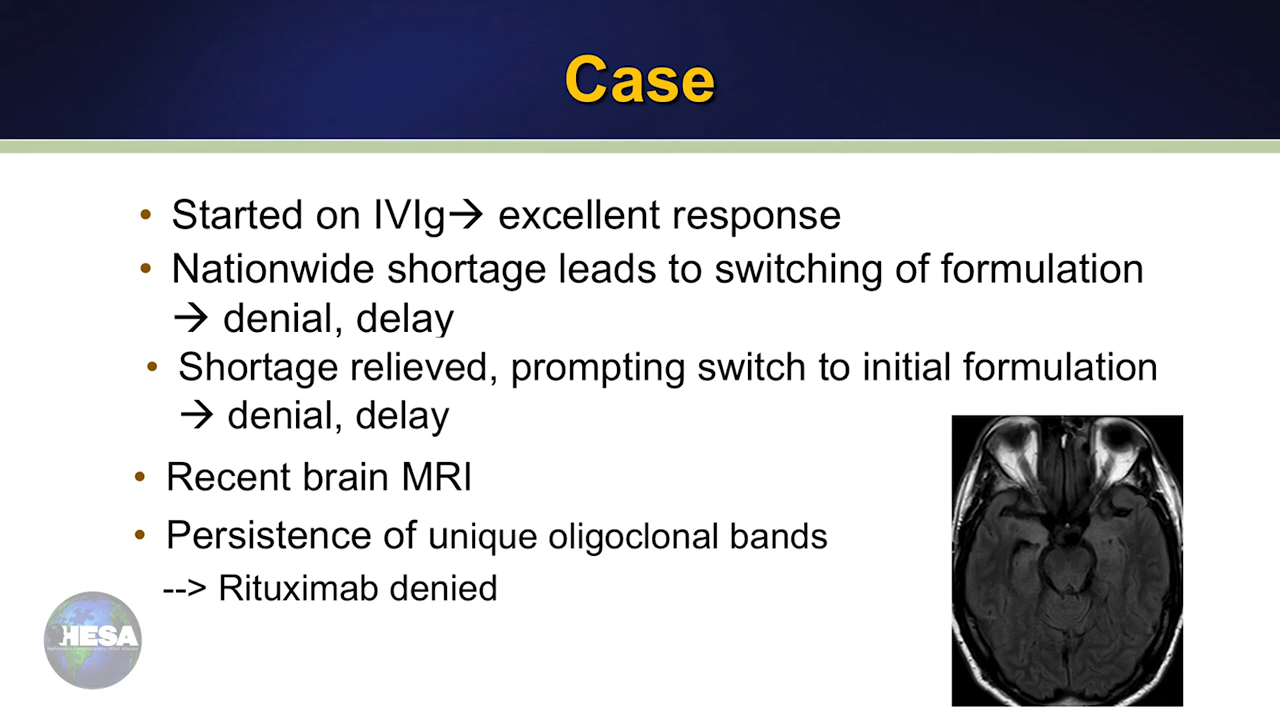 Case
• Started on IVIg→ excellent response
• Nationwide shortage leads to switching of formulation
→ denial, delay
• Shortage relieved, prompting switch to initial formulation
→ denial, delay
• Recent brain MRI
• Persistence of unique oligoclonal bands
--> Rituximab denied
HESA